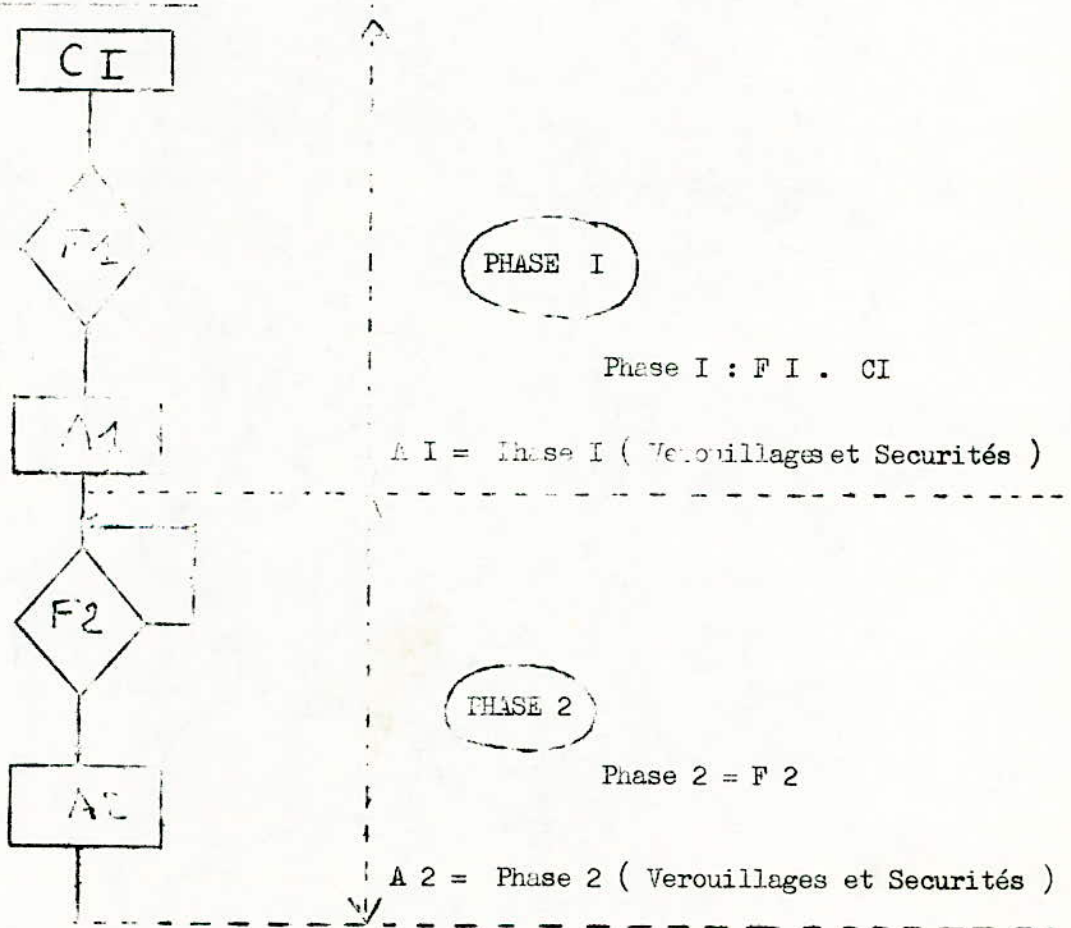 CI
F1
PHASE I
Phase I : F I . CI
A1
A I = Phase I ( Verouillages et Securités )
F2
PHASE 2
Phase 2 = F 2
A2
A 2 = Phase 2 ( Verouillages et Securités )